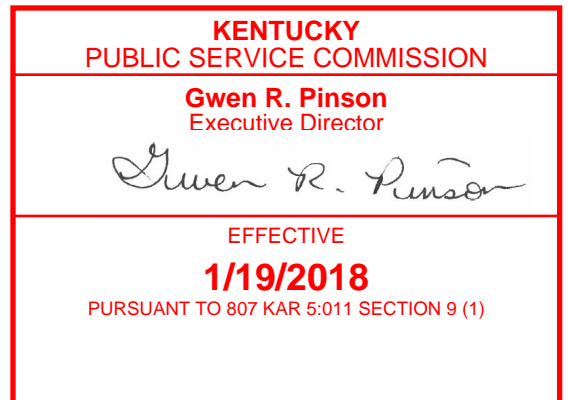 KENTUCKY
PUBLIC SERVICE COMMISSION
Gwen R. Pinson
Executive Director
Gwen R. Pinson
EFFECTIVE
1/19/2018
PURSUANT TO 807 KAR 5:011 SECTION 9 (1)